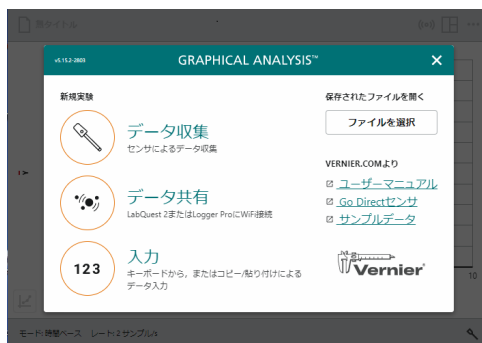 無題タイトル
v5.15.2-2803
GRAPHICAL ANALYSIS™
新規実験
データ収集
センサによるデータ収集
データ共有
LabQuest 2またはLogger ProにWiFi接続
123
入力
キーボードから，またはコピー/貼り付けによる
データ入力
保存されたファイルを開く
ファイルを選択
VERNIER.COMより
ユーザーマニュアル
Go Directセンサ
サンプルデータ
Vernier
10
モード: 時間ベース レート: 2 サンプル/s